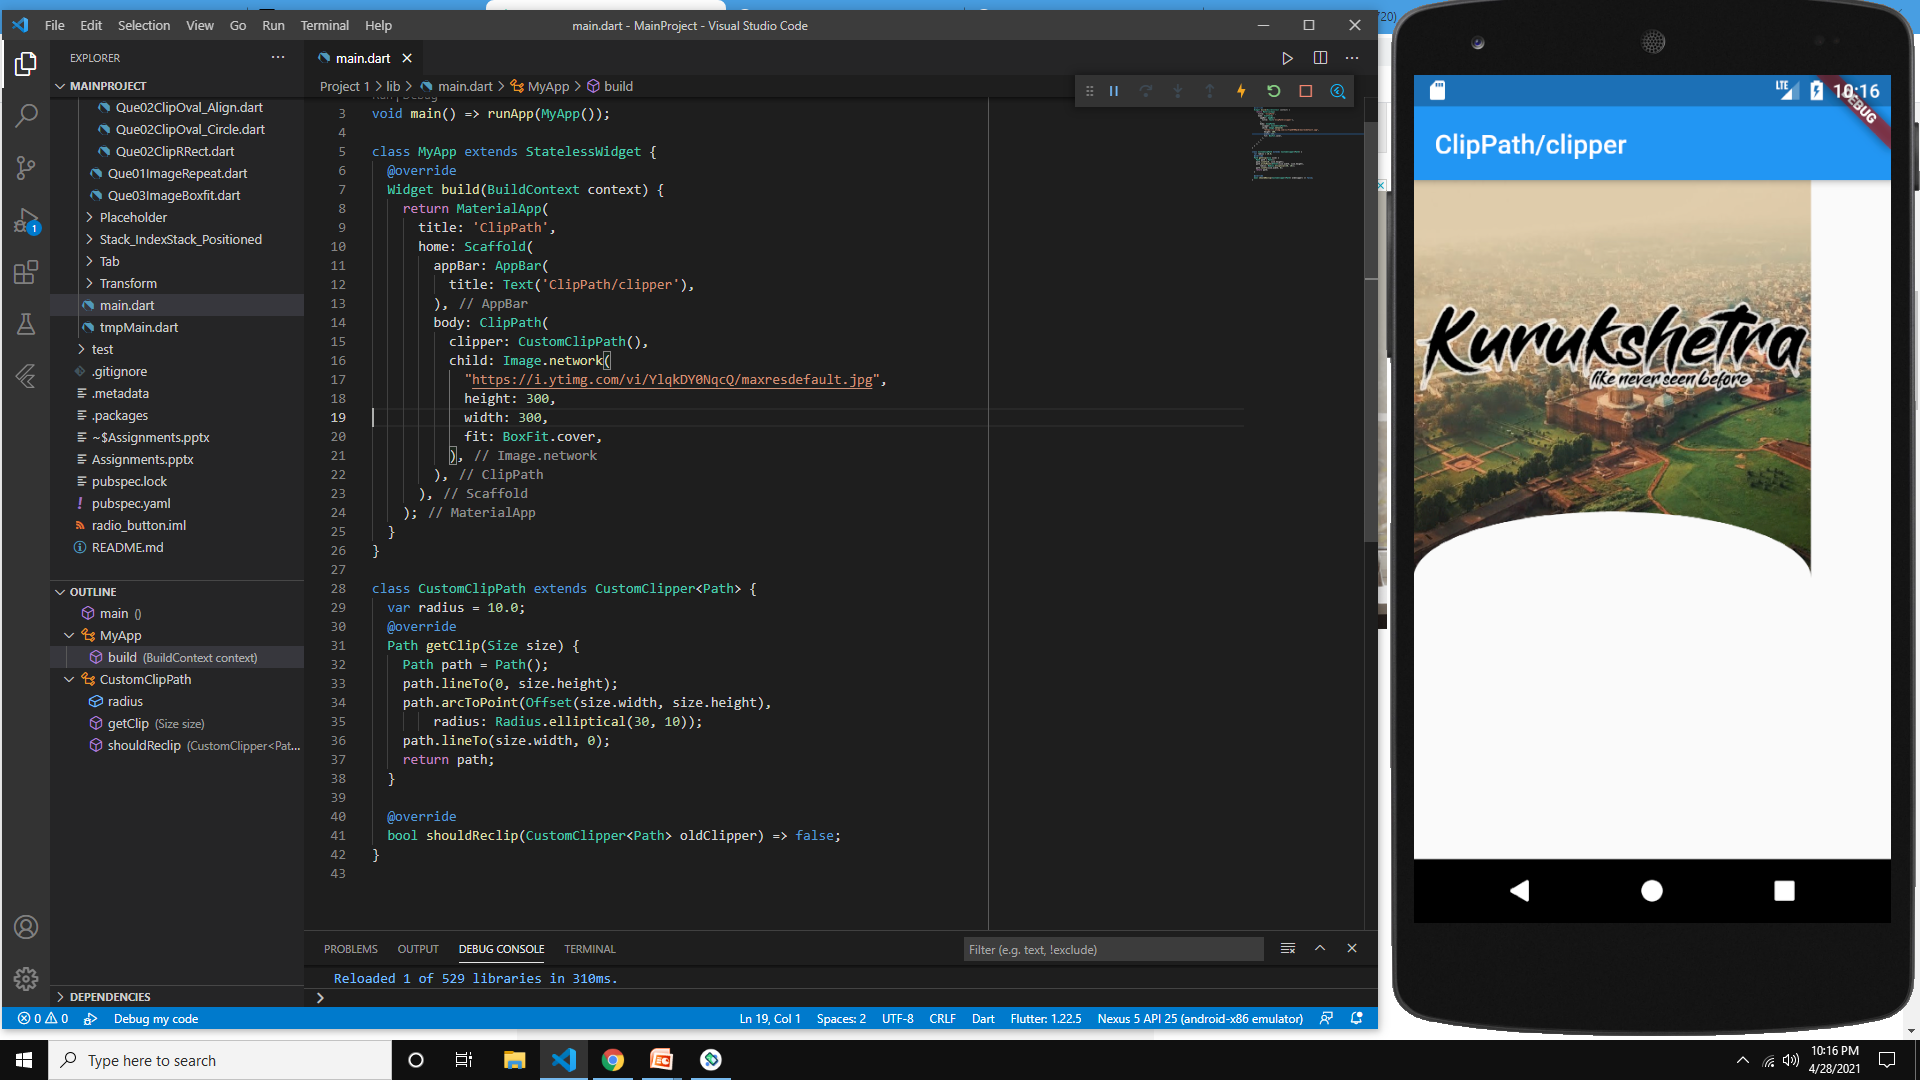 File Edit Selection View Go Run Terminal Help
main.dart - MainProject - Visual Studio Code
EXPLORER
MAINPROJECT
Que02ClipOval_Align.dart
Que02ClipOval_Circle.dart
Que02ClipRRect.dart
Que01ImageRepeat.dart
Que03ImageBoxfit.dart
Placeholder
Stack_IndexStack_Positioned
Tab
Transform
main.dart
tmpMain.dart
test
.gitignore
.metadata
.packages
~$Assignments.pptx
Assignments.pptx
pubspec.lock
pubspec.yaml
radio_button.iml
README.md
OUTLINE
main ()
MyApp
build (BuildContext context)
CustomClipPath
radius
getClip (Size size)
shouldReclip (CustomClipper<Pat...
DEPENDENCIES
1
main.dart
Project 1 > lib > main.dart > MyApp > build
3 void main() => runApp(MyApp());
4
5 class MyApp extends StatelessWidget {
6 @override
7 Widget build(BuildContext context) {
8 return MaterialApp(
9 title: 'ClipPath',
10 home: Scaffold(
11 appBar: AppBar(
12 title: Text('ClipPath/clipper'),
13 ), // AppBar
14 body: ClipPath(
15 clipper: CustomClipPath(),
16 child: Image.network(
17 "https://i.ytimg.com/vi/YlqkDY0NqcQ/maxresdefault.jpg",
18 height: 300,
19 width: 300,
20 fit: BoxFit.cover,
21 ), // Image.network
22 ), // ClipPath
23 ), // Scaffold
24 ); // MaterialApp
25 }
26 }
27
28 class CustomClipPath extends CustomClipper<Path> {
29 var radius = 10.0;
30 @override
31 Path getClip(Size size) {
32 Path path = Path();
33 path.lineTo(0, size.height);
34 path.arcToPoint(Offset(size.width, size.height),
35 radius: Radius.elliptical(30, 10));
36 path.lineTo(size.width, 0);
37 return path;
38 }
39
40 @override
41 bool shouldReclip(CustomClipper<Path> oldClipper) => false;
42 }
43
PROBLEMS OUTPUT DEBUG CONSOLE TERMINAL
Filter (e.g. text, !exclude)
Reloaded 1 of 529 libraries in 310ms.
0 0 Debug my code
Ln 19, Col 1 Spaces: 2 UTF-8 CRLF Dart Flutter: 1.22.5 Nexus 5 API 25 (android-x86 emulator)
720)
LTE 10:16
DEBUG
ClipPath/clipper
Kurukshetra
like never seen before
Type here to search
10:16 PM
4/28/2021